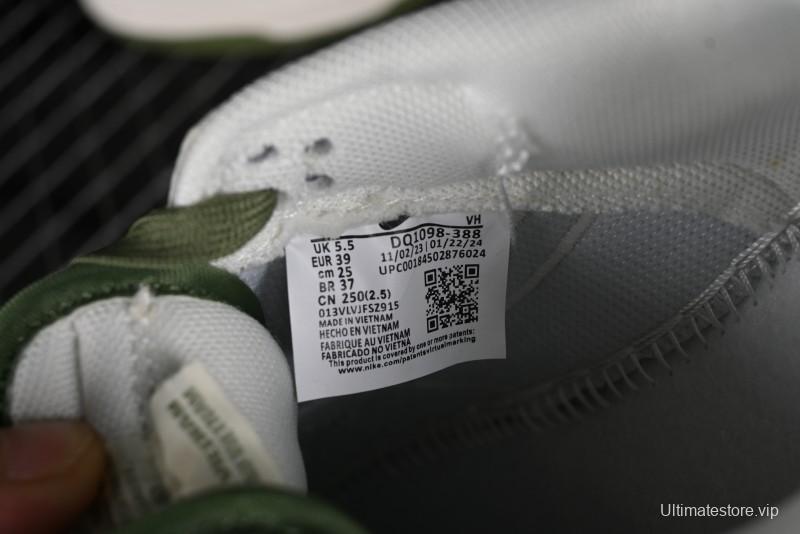 VH
UK 5.5
EUR 39
cm 25
BR 37
CN 250(2.5)
DQ1098-388
11/02/23 | 01/22/24
UPC00184502876024
013VLVJFSZ915
MADE IN VIETNAM
HECHO EN VIETNAM
FABRIQUE AU VIETNAM
FABRICADO NO VIETNA
This product is covered by one or more patents:
www.nike.com/patentsvirtualmarking
Ultimatestore.vip